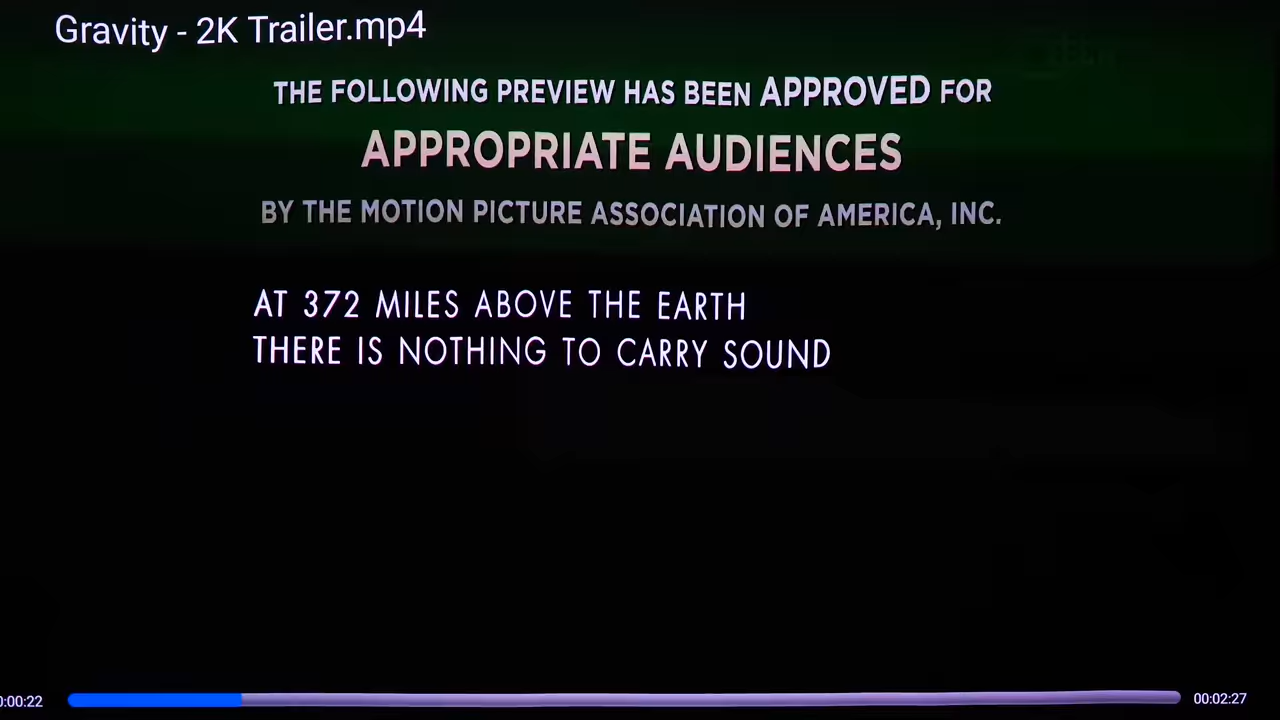 Gravity - 2K Trailer.mp4
THE FOLLOWING PREVIEW HAS BEEN APPROVED FOR
APPROPRIATE AUDIENCES
BY THE MOTION PICTURE ASSOCIATION OF AMERICA, INC.
AT 372 MILES ABOVE THE EARTH
THERE IS NOTHING TO CARRY SOUND
0:00:22
00:02:27